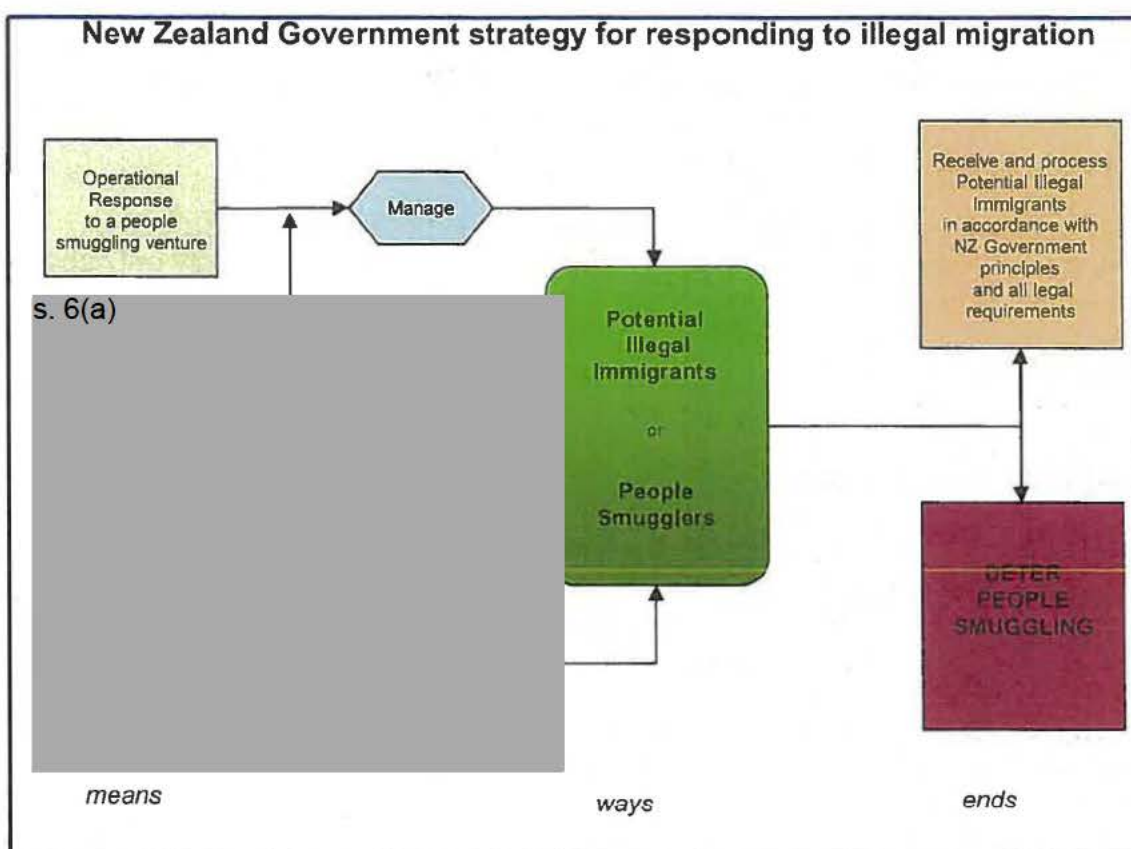 New Zealand Government strategy for responding to illegal migration
Operational
Response
to a people
smuggling venture
Manage
Receive and process
Potential Illegal
Immigrants
in accordance with
NZ Government
principles
and all legal
requirements
s. 6(a)
Potential
Illegal
Immigrants
or
People
Smugglers
DETER
PEOPLE
SMUGGLING
means
ways
ends